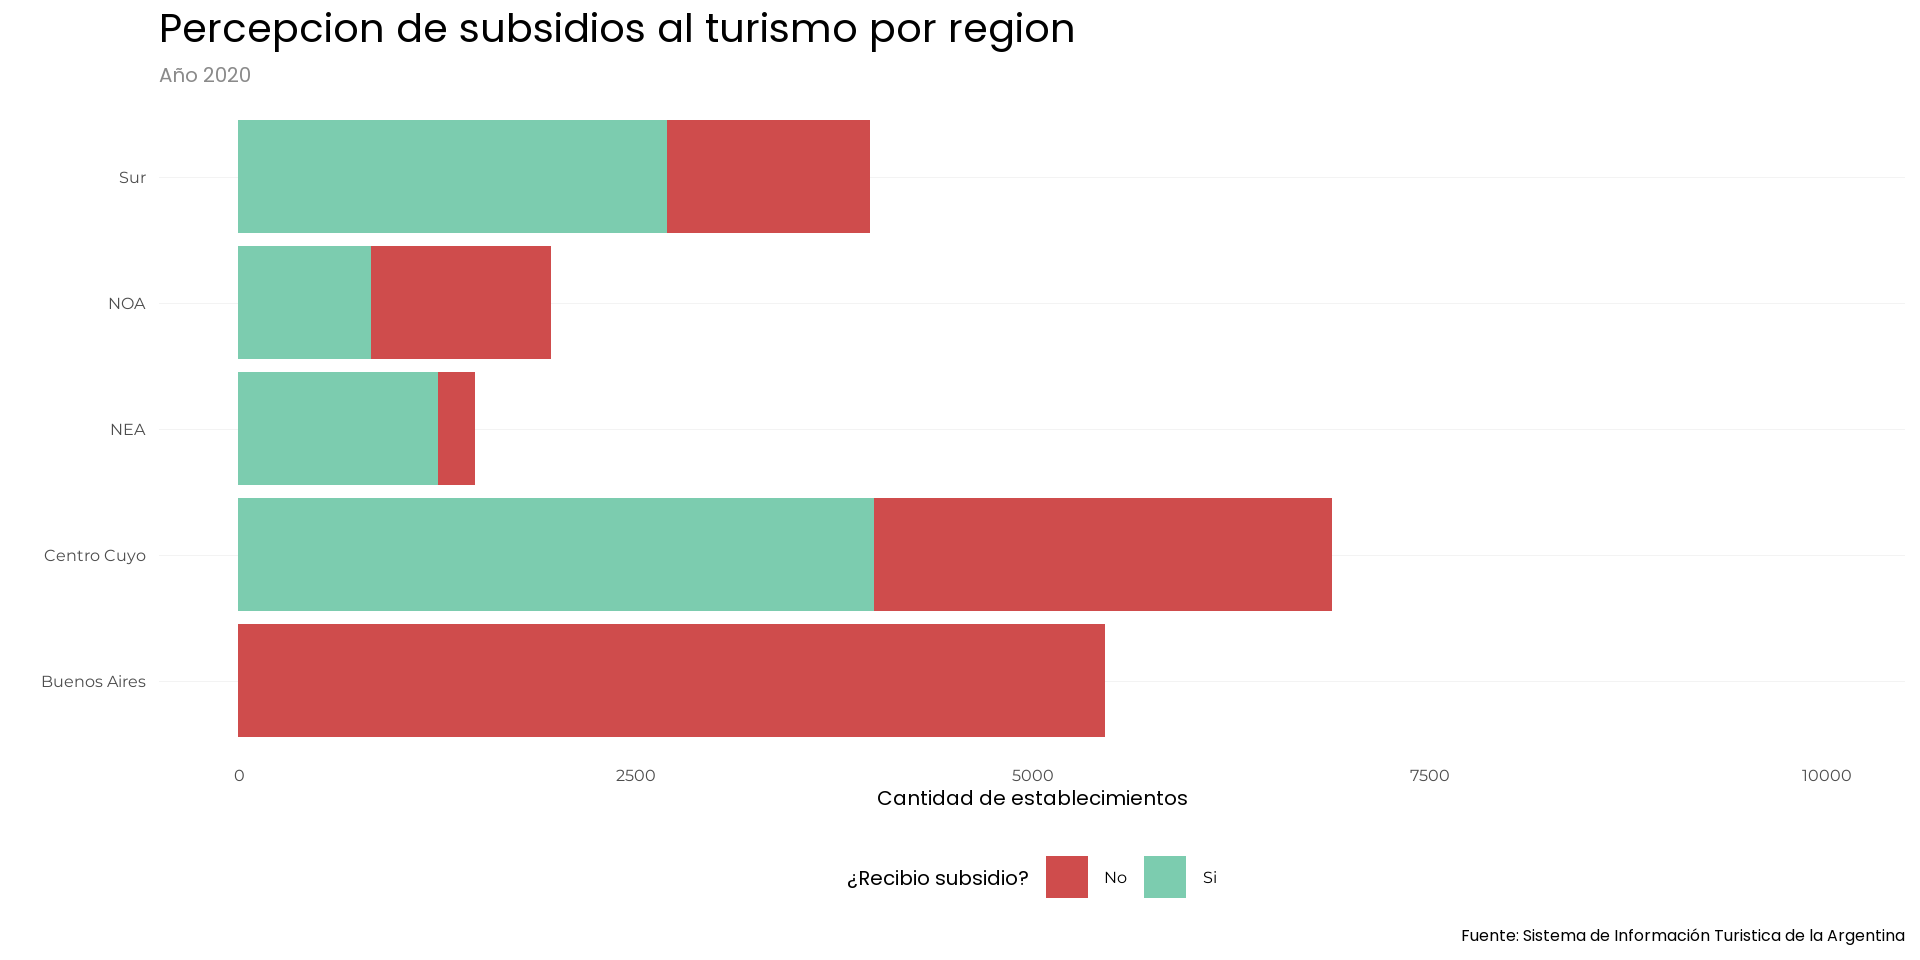 Percepcion de subsidios al turismo por region
Año 2020
Sur
NOA
NEA
Centro Cuyo
Buenos Aires
0 2500 5000 7500 10000
Cantidad de establecimientos
¿Recibio subsidio? No Si
Fuente: Sistema de Información Turistica de la Argentina